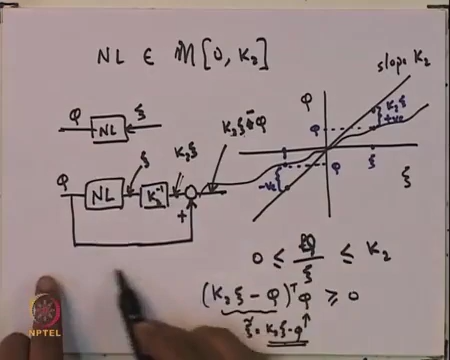 NL ∈ M[0, K₂]
slope K₂
φ
K₂ξ
+ve
φ NL ξ
K₂ξ - φ
φ
ξ
ξ
φ
ξ
-ve
ξ
K₂ξ
φ NL K₂⁻¹
+
0 ≤ φ/ξ ≤ K₂
(K₂ξ - φ)ᵀ φ ≥ 0
ξ̃ = K₂ξ - φ
NPTEL